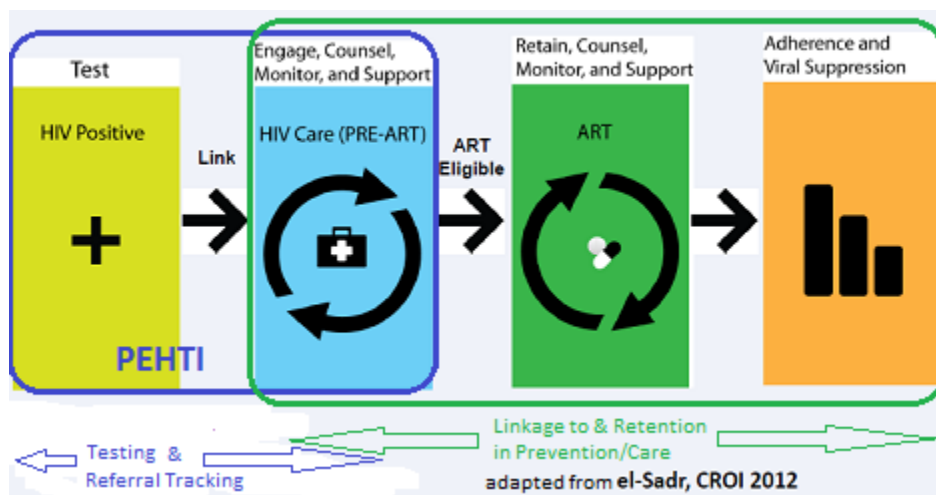 Test
HIV Positive
+
Link
Engage, Counsel,
Monitor, and Support
HIV Care (PRE-ART)
ART
Eligible
Retain, Counsel,
Monitor, and Support
ART
Adherence and
Viral Suppression
PEHTI
Testing &
Referral Tracking
Linkage to & Retention
in Prevention/Care
adapted from el-Sadr, CROI 2012